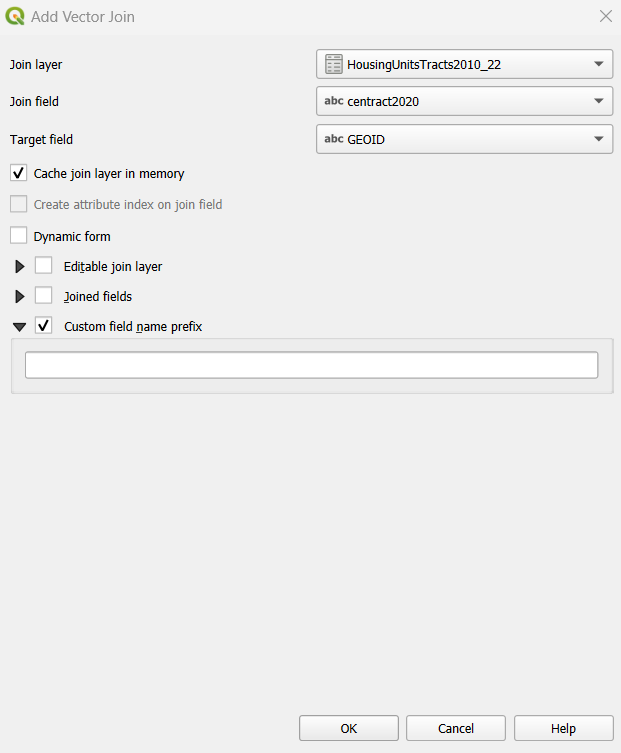 Add Vector Join
Join layer
HousingUnitsTracts2010_22
Join field
abc centract2020
Target field
abc GEOID
Cache join layer in memory
Create attribute index on join field
Dynamic form
Editable join layer
Joined fields
Custom field name prefix
OK
Cancel
Help